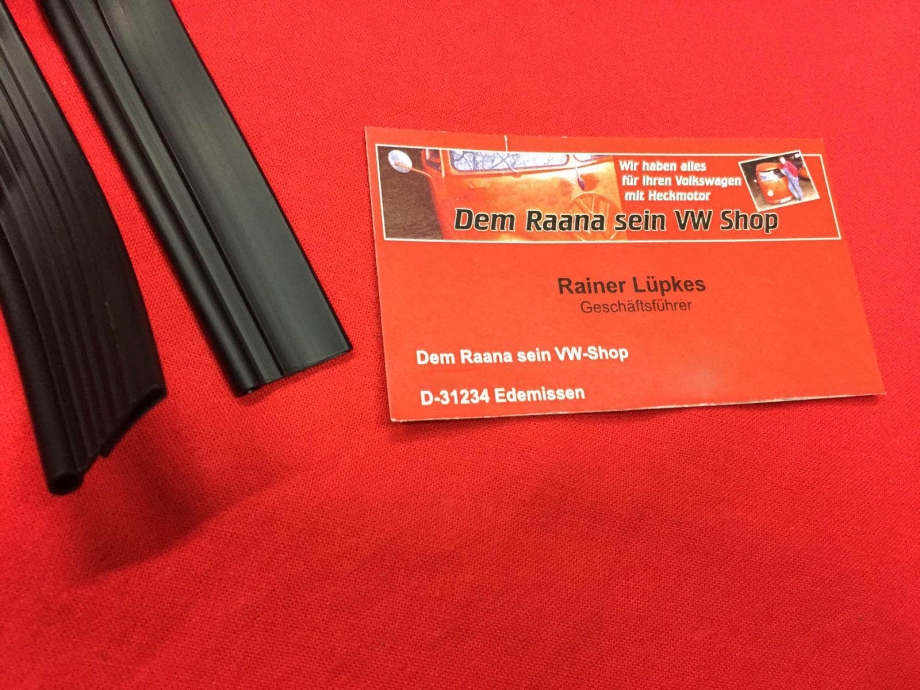 Wir haben alles
für Ihren Volkswagen
mit Heckmotor
Dem Raana sein VW Shop
Rainer Lüpkes
Geschäftsführer
Dem Raana sein VW-Shop
D-31234 Edemissen